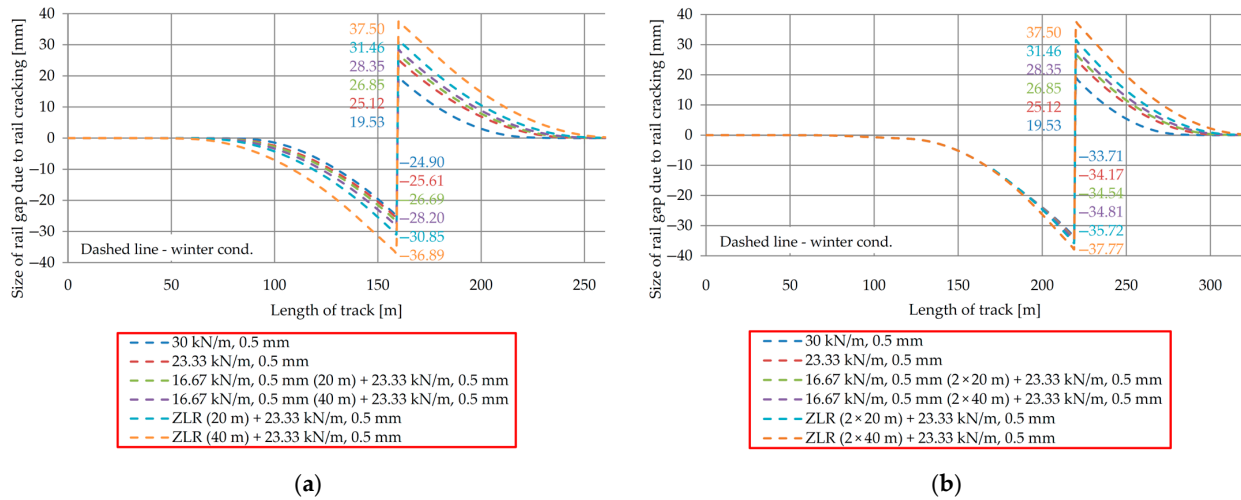 Size of rail gap due to rail cracking [mm]
40
30
20
10
0
−10
−20
−30
−40
37.50
31.46
28.35
26.85
25.12
19.53
−24.90
−25.61
−26.69
−28.20
−30.85
−36.89
Dashed line - winter cond.
0 50 100 150 200 250
Length of track [m]
30 kN/m, 0.5 mm
23.33 kN/m, 0.5 mm
16.67 kN/m, 0.5 mm (20 m) + 23.33 kN/m, 0.5 mm
16.67 kN/m, 0.5 mm (40 m) + 23.33 kN/m, 0.5 mm
ZLR (20 m) + 23.33 kN/m, 0.5 mm
ZLR (40 m) + 23.33 kN/m, 0.5 mm
(a)
Size of rail gap due to rail cracking [mm]
40
30
20
10
0
−10
−20
−30
−40
37.50
31.46
28.35
26.85
25.12
19.53
−33.71
−34.17
−34.54
−34.81
−35.72
−37.77
Dashed line - winter cond.
0 50 100 150 200 250 300
Length of track [m]
30 kN/m, 0.5 mm
23.33 kN/m, 0.5 mm
16.67 kN/m, 0.5 mm (2 × 20 m) + 23.33 kN/m, 0.5 mm
16.67 kN/m, 0.5 mm (2 × 40 m) + 23.33 kN/m, 0.5 mm
ZLR (2 × 20 m) + 23.33 kN/m, 0.5 mm
ZLR (2 × 40 m) + 23.33 kN/m, 0.5 mm
(b)